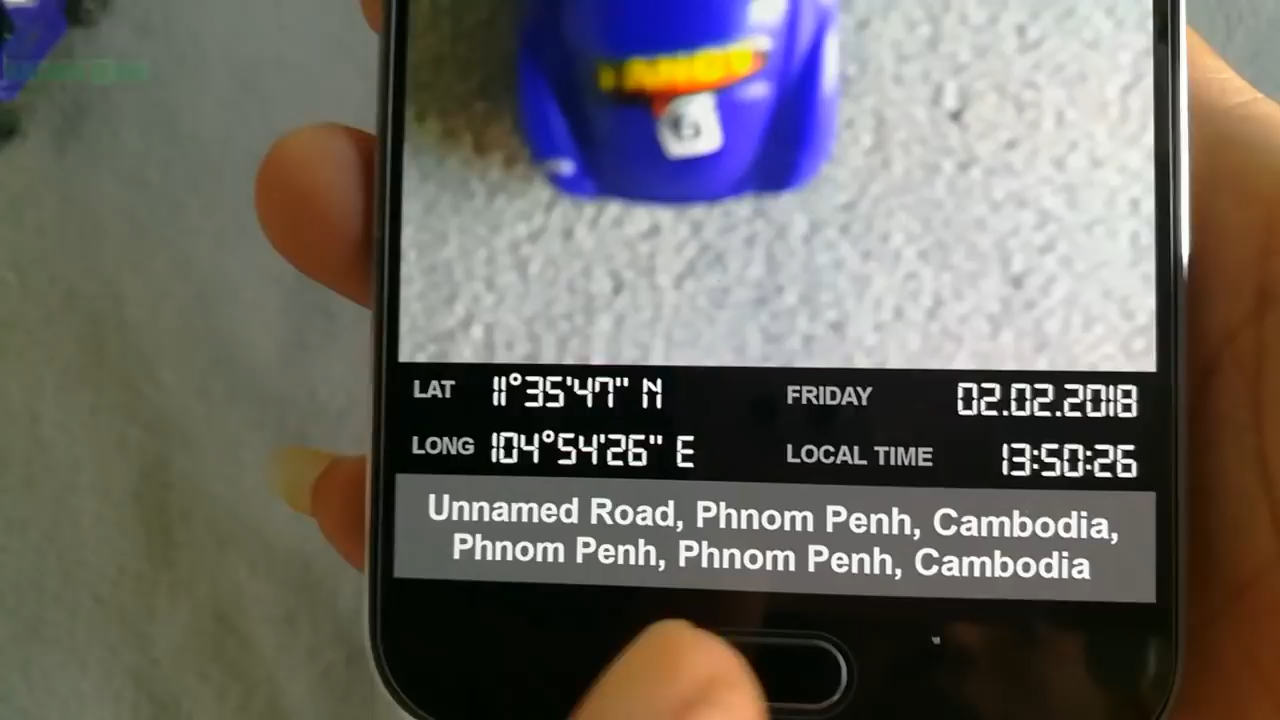 6
LAT 11°35'47" N FRIDAY 02.02.2018
LONG 104°54'26" E LOCAL TIME 13:50:26
Unnamed Road, Phnom Penh, Cambodia,
Phnom Penh, Phnom Penh, Cambodia